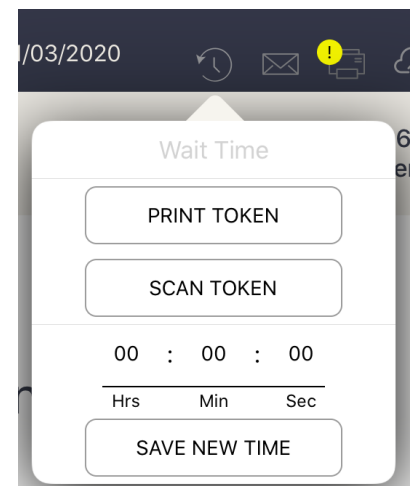 /03/2020
!
Wait Time
PRINT TOKEN
SCAN TOKEN
00 : 00 : 00
Hrs Min Sec
SAVE NEW TIME